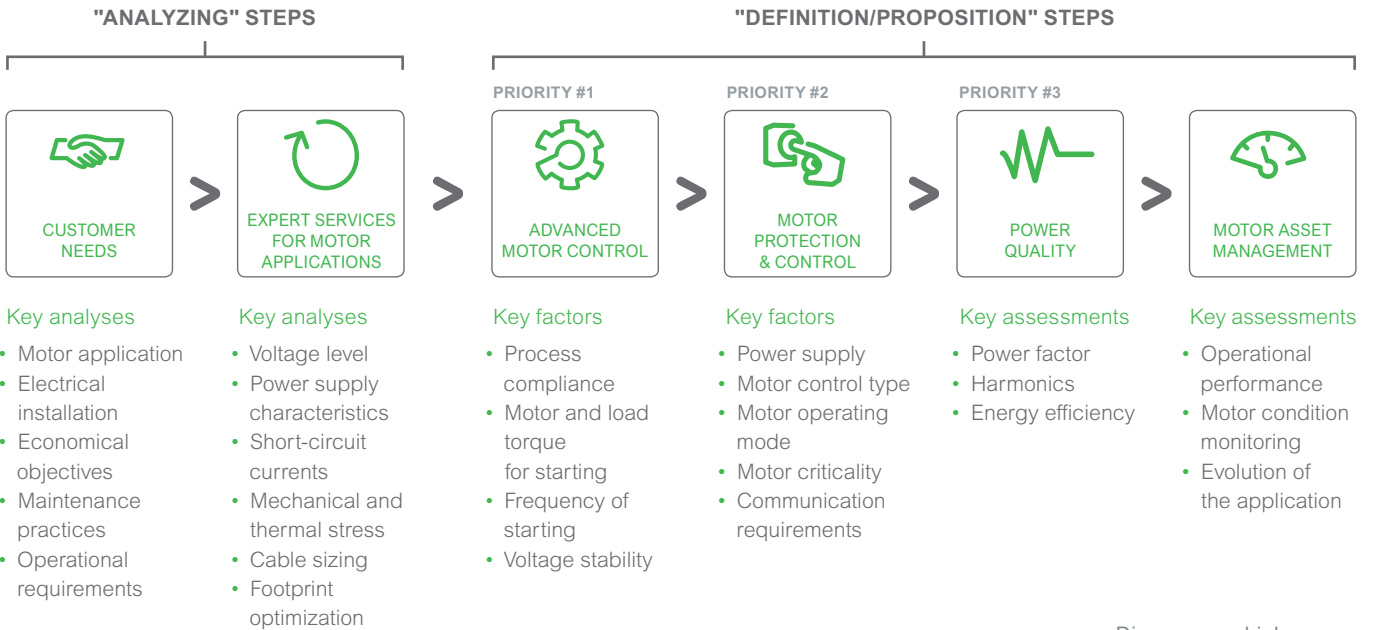 "ANALYZING" STEPS
"DEFINITION/PROPOSITION" STEPS
PRIORITY #1
PRIORITY #2
PRIORITY #3
CUSTOMER
NEEDS
>
EXPERT SERVICES
FOR MOTOR
APPLICATIONS
>
ADVANCED
MOTOR CONTROL
>
MOTOR
PROTECTION
& CONTROL
>
POWER
QUALITY
>
MOTOR ASSET
MANAGEMENT
Key analyses
• Motor application
• Electrical
installation
• Economical
objectives
• Maintenance
practices
• Operational
requirements
Key analyses
• Voltage level
• Power supply
characteristics
• Short-circuit
currents
• Mechanical and
thermal stress
• Cable sizing
• Footprint
optimization
Key factors
• Process
compliance
• Motor and load
torque
for starting
• Frequency of
starting
• Voltage stability
Key factors
• Power supply
• Motor control type
• Motor operating
mode
• Motor criticality
• Communication
requirements
Key assessments
• Power factor
• Harmonics
• Energy efficiency
Key assessments
• Operational
performance
• Motor condition
monitoring
• Evolution of
the application